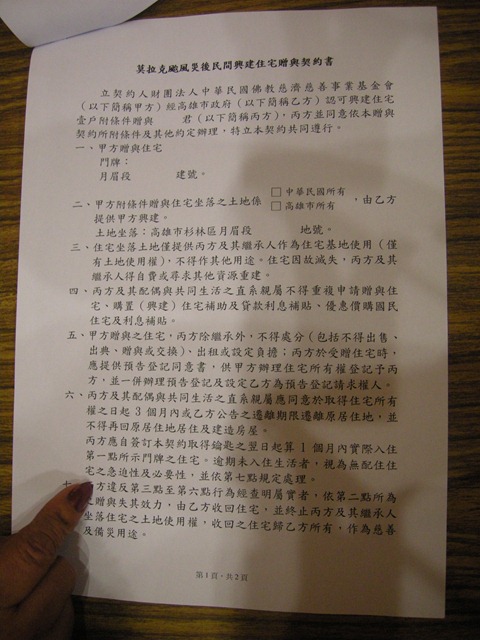 莫拉克颱風災後民間興建住宅贈與契約書
立契約人財團法人中華民國佛教慈濟慈善事業基金會
（以下簡稱甲方）經高雄市政府（以下簡稱乙方）認可興建住宅
壹戶附條件贈與 君（以下簡稱丙方），丙方並同意依本贈與
契約所附條件及其他約定辦理，特立本契約共同遵行。
一、甲方贈與住宅
門牌：
月眉段 建號。
二、甲方附條件贈與住宅坐落之土地係 □中華民國所有 □高雄市所有 ，由乙方
提供甲方興建。
土地坐落：高雄市杉林區月眉段 地號。
三、住宅坐落土地僅提供丙方及其繼承人作為住宅基地使用（僅
有土地使用權），不得作其他用途。住宅因故滅失，丙方及其
繼承人得自費或尋求其他資源重建。
四、丙方及其配偶與共同生活之直系親屬不得重複申請贈與住
宅、購置（興建）住宅補助及貸款利息補貼、優惠價購國民
住宅及利息補貼。
五、甲方贈與之住宅，丙方除繼承外，不得處分（包括不得出售、
出典、贈與或交換）、出租或設定負擔；丙方於受贈住宅時，
應提供預告登記同意書，供甲方辦理住宅所有權登記予丙
方，並一併辦理預告登記及設定乙方為預告登記請求權人。
六、丙方及其配偶與共同生活之直系親屬應同意於取得住宅所有
權之日起 3 個月內或乙方公告之遷離期限遷離原居住地，並
不得再回原居住地居住及建造房屋。
丙方應自簽訂本契約取得鑰匙之翌日起算 1 個月內實際入住
第一點所示門牌之住宅。逾期未入住生活者，視為無配住住
宅之急迫性及必要性，並依第七點規定處理。
方違反第三點至第六點行為經查明屬實者，依第二點所為
之贈與失其效力，由乙方收回住宅，並終止丙方及其繼承人
坐落住宅之土地使用權，收回之住宅歸乙方所有，作為慈善
及備災用途。
第1頁，共2頁